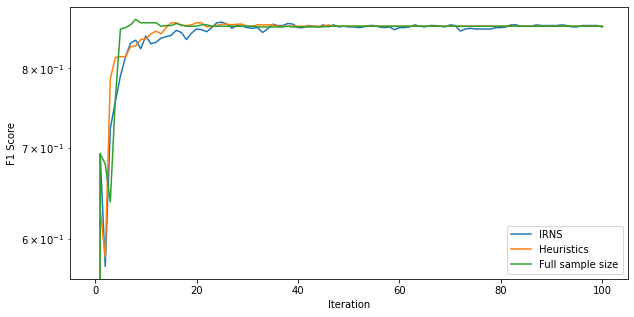 8 × 10⁻¹
7 × 10⁻¹
6 × 10⁻¹
F1 Score
IRNS
Heuristics
Full sample size
0 20 40 60 80 100
Iteration